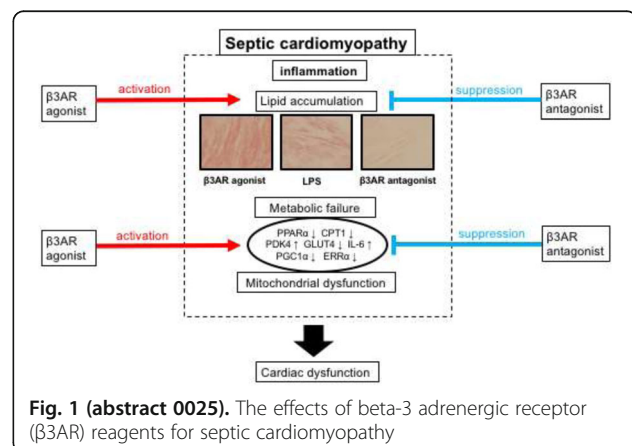 Septic cardiomyopathy
inflammation
β3AR
agonist
activation
Lipid accumulation
suppression
β3AR
antagonist
β3AR agonist
LPS
β3AR antagonist
Metabolic failure
β3AR
agonist
activation
PPARα ↓ CPT1 ↓
PDK4 ↑ GLUT4 ↓ IL-6 ↑
PGC1α ↓ ERRα ↓
suppression
β3AR
antagonist
Mitochondrial dysfunction
Cardiac dysfunction
Fig. 1 (abstract 0025). The effects of beta-3 adrenergic receptor
(β3AR) reagents for septic cardiomyopathy